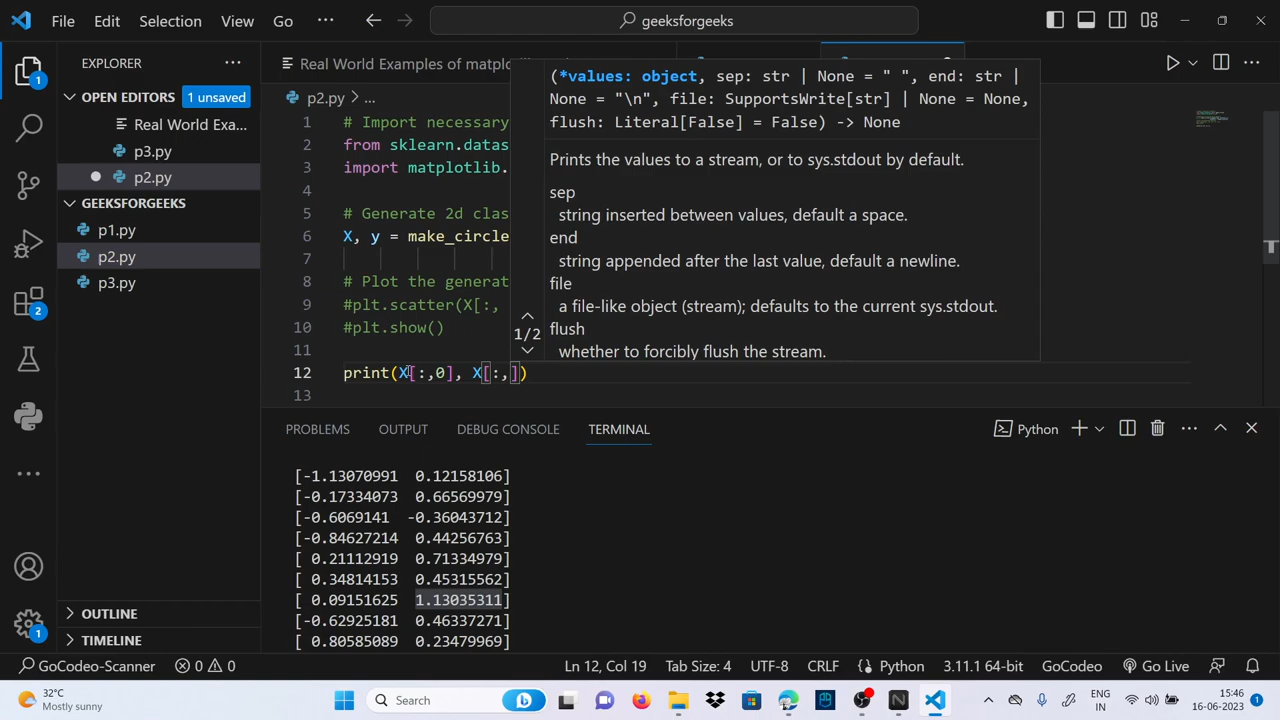 File Edit Selection View Go ··· geeksforgeeks
EXPLORER ···
OPEN EDITORS 1 unsaved
Real World Exa...
p3.py
p2.py
GEEKSFORGEEKS
p1.py
p2.py
p3.py
OUTLINE
TIMELINE
1
2
1
Real World Examples of matplo
p2.py > ...
1 # Import necessary
2 from sklearn.datas
3 import matplotlib.
4
5 # Generate 2d clas
6 X, y = make_circle
7
8 # Plot the generat
9 #plt.scatter(X[:,
10 #plt.show()
11
12 print(X[:,0], X[:,])
13
(*values: object, sep: str | None = " ", end: str |
None = "\n", file: SupportsWrite[str] | None = None,
flush: Literal[False] = False) -> None
Prints the values to a stream, or to sys.stdout by default.
sep
string inserted between values, default a space.
end
string appended after the last value, default a newline.
file
a file-like object (stream); defaults to the current sys.stdout.
flush
whether to forcibly flush the stream.
1/2
PROBLEMS OUTPUT DEBUG CONSOLE TERMINAL Python
[-1.13070991 0.12158106]
[-0.17334073 0.66569979]
[-0.6069141 -0.36043712]
[-0.84627214 0.44256763]
[ 0.21112919 0.71334979]
[ 0.34814153 0.45315562]
[ 0.09151625 1.13035311]
[-0.62925181 0.46337271]
[ 0.80585089 0.23479969]
GoCodeo-Scanner 0 0 Ln 12, Col 19 Tab Size: 4 UTF-8 CRLF Python 3.11.1 64-bit GoCodeo Go Live
32°C
Mostly sunny
Search
ENG
IN
15:46
16-06-2023
1